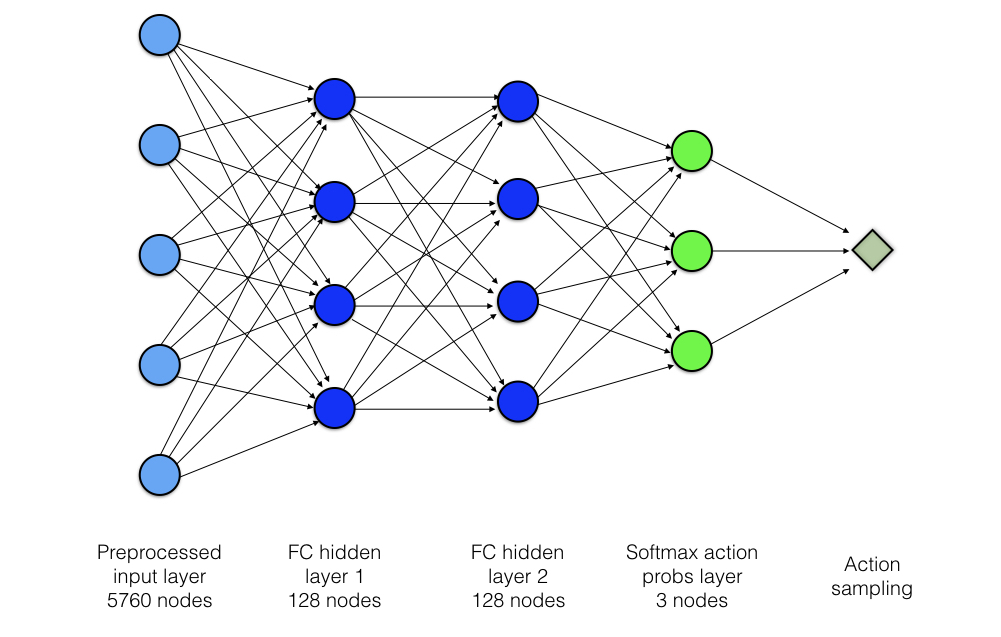 Preprocessed
input layer
5760 nodes
FC hidden
layer 1
128 nodes
FC hidden
layer 2
128 nodes
Softmax action
probs layer
3 nodes
Action
sampling